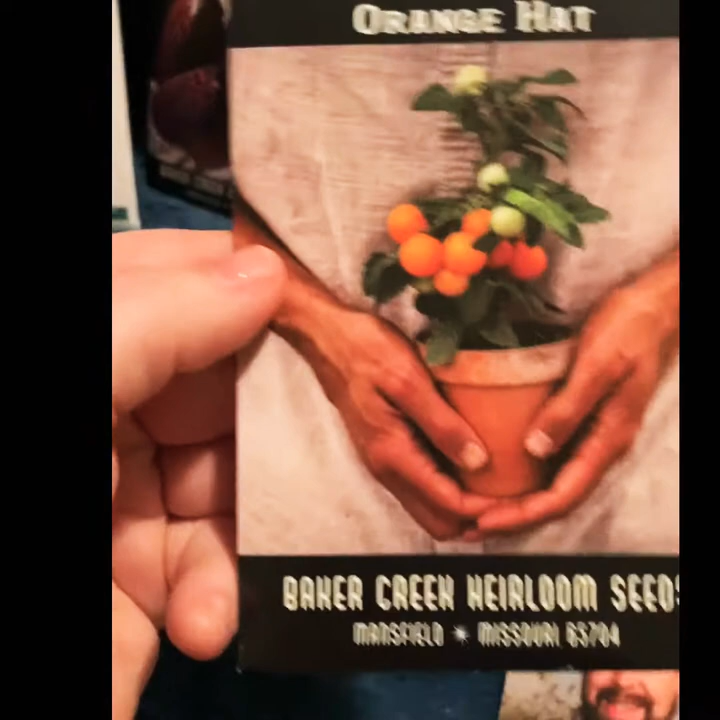 ORANGE HAT
BAKER CREEK HEIRLOOM SEEDS
MANSFIELD * MISSOURI 65704